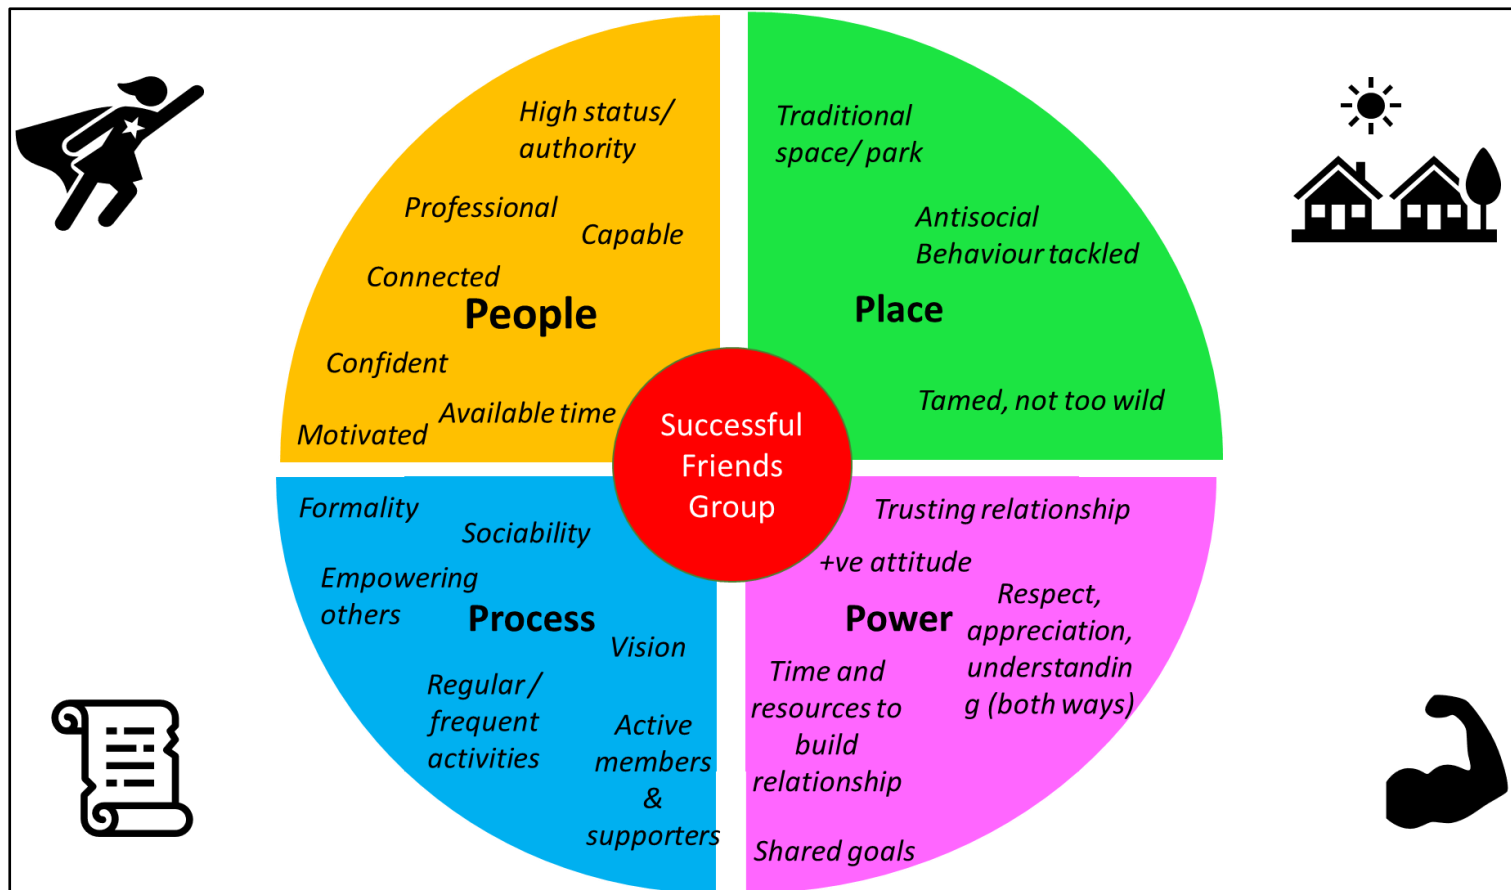 High status/
authority
Professional
Capable
Connected
People
Confident
Available time
Motivated
Traditional
space/ park
Antisocial
Behaviour tackled
Place
Tamed, not too wild
Successful
Friends
Group
Formality
Sociability
Empowering
others
Process
Vision
Regular /
frequent
activities
Active
members
&
supporters
Trusting relationship
+ve attitude
Power
Respect,
appreciation,
understandin
g (both ways)
Time and
resources to
build
relationship
Shared goals